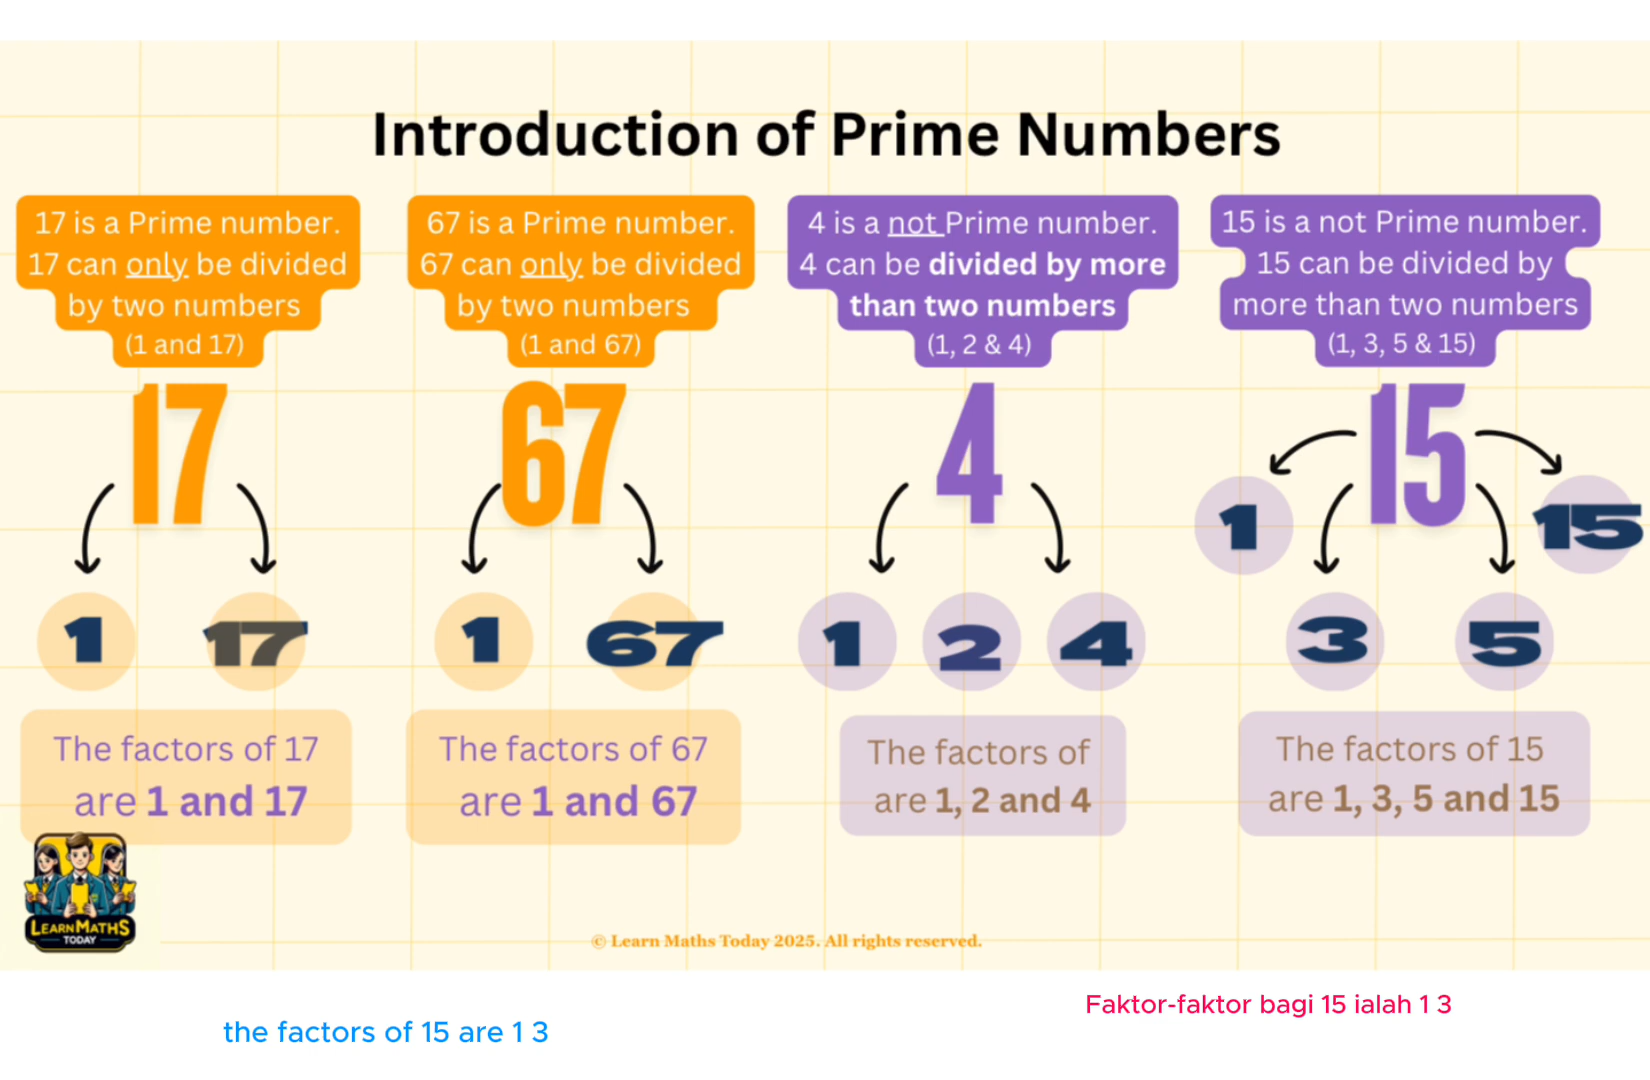 Introduction of Prime Numbers
17 is a Prime number.
17 can only be divided
by two numbers
(1 and 17)
17
1
17
The factors of 17
are 1 and 17
67 is a Prime number.
67 can only be divided
by two numbers
(1 and 67)
67
1
67
The factors of 67
are 1 and 67
4 is a not Prime number.
4 can be divided by more
than two numbers
(1, 2 & 4)
4
1
2
4
The factors of
are 1, 2 and 4
15 is a not Prime number.
15 can be divided by
more than two numbers
(1, 3, 5 & 15)
15
1
15
3
5
The factors of 15
are 1, 3, 5 and 15
LEARN MATHS
TODAY
© Learn Maths Today 2025. All rights reserved.
Faktor-faktor bagi 15 ialah 1 3
the factors of 15 are 1 3